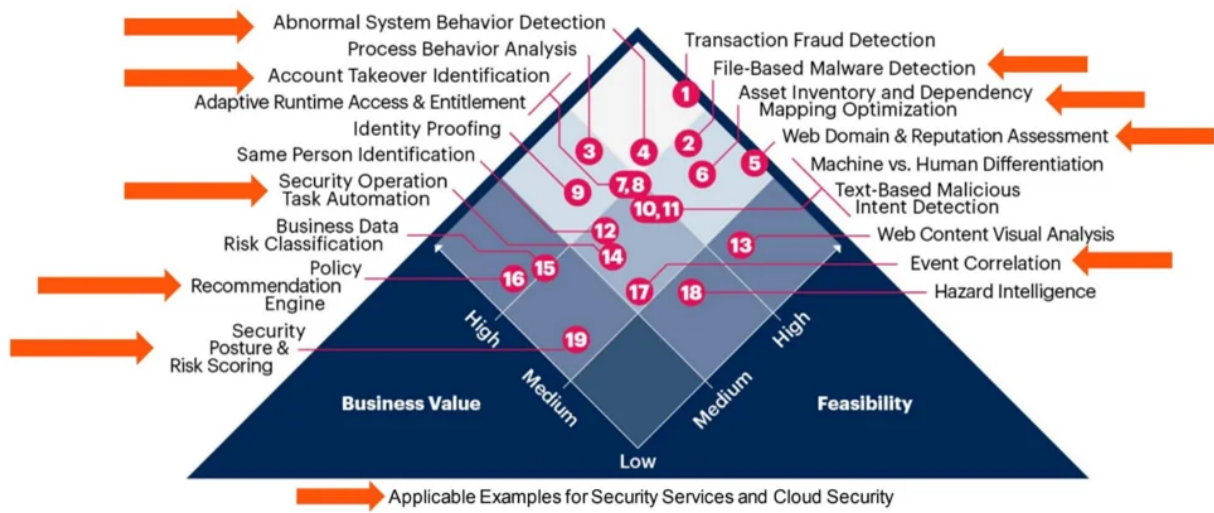 Abnormal System Behavior Detection
Process Behavior Analysis
Account Takeover Identification
Adaptive Runtime Access & Entitlement
Identity Proofing
Same Person Identification
Security Operation
Task Automation
Business Data
Risk Classification
Policy
Recommendation
Engine
Security
Posture &
Risk Scoring
Transaction Fraud Detection
File-Based Malware Detection
Asset Inventory and Dependency
Mapping Optimization
Web Domain & Reputation Assessment
Machine vs. Human Differentiation
Text-Based Malicious
Intent Detection
Web Content Visual Analysis
Event Correlation
Hazard Intelligence
1
2
3
4
5
6
7, 8
9
10, 11
12
13
14
15
16
17
18
19
High
Medium
High
Medium
Low
Business Value
Feasibility
Applicable Examples for Security Services and Cloud Security